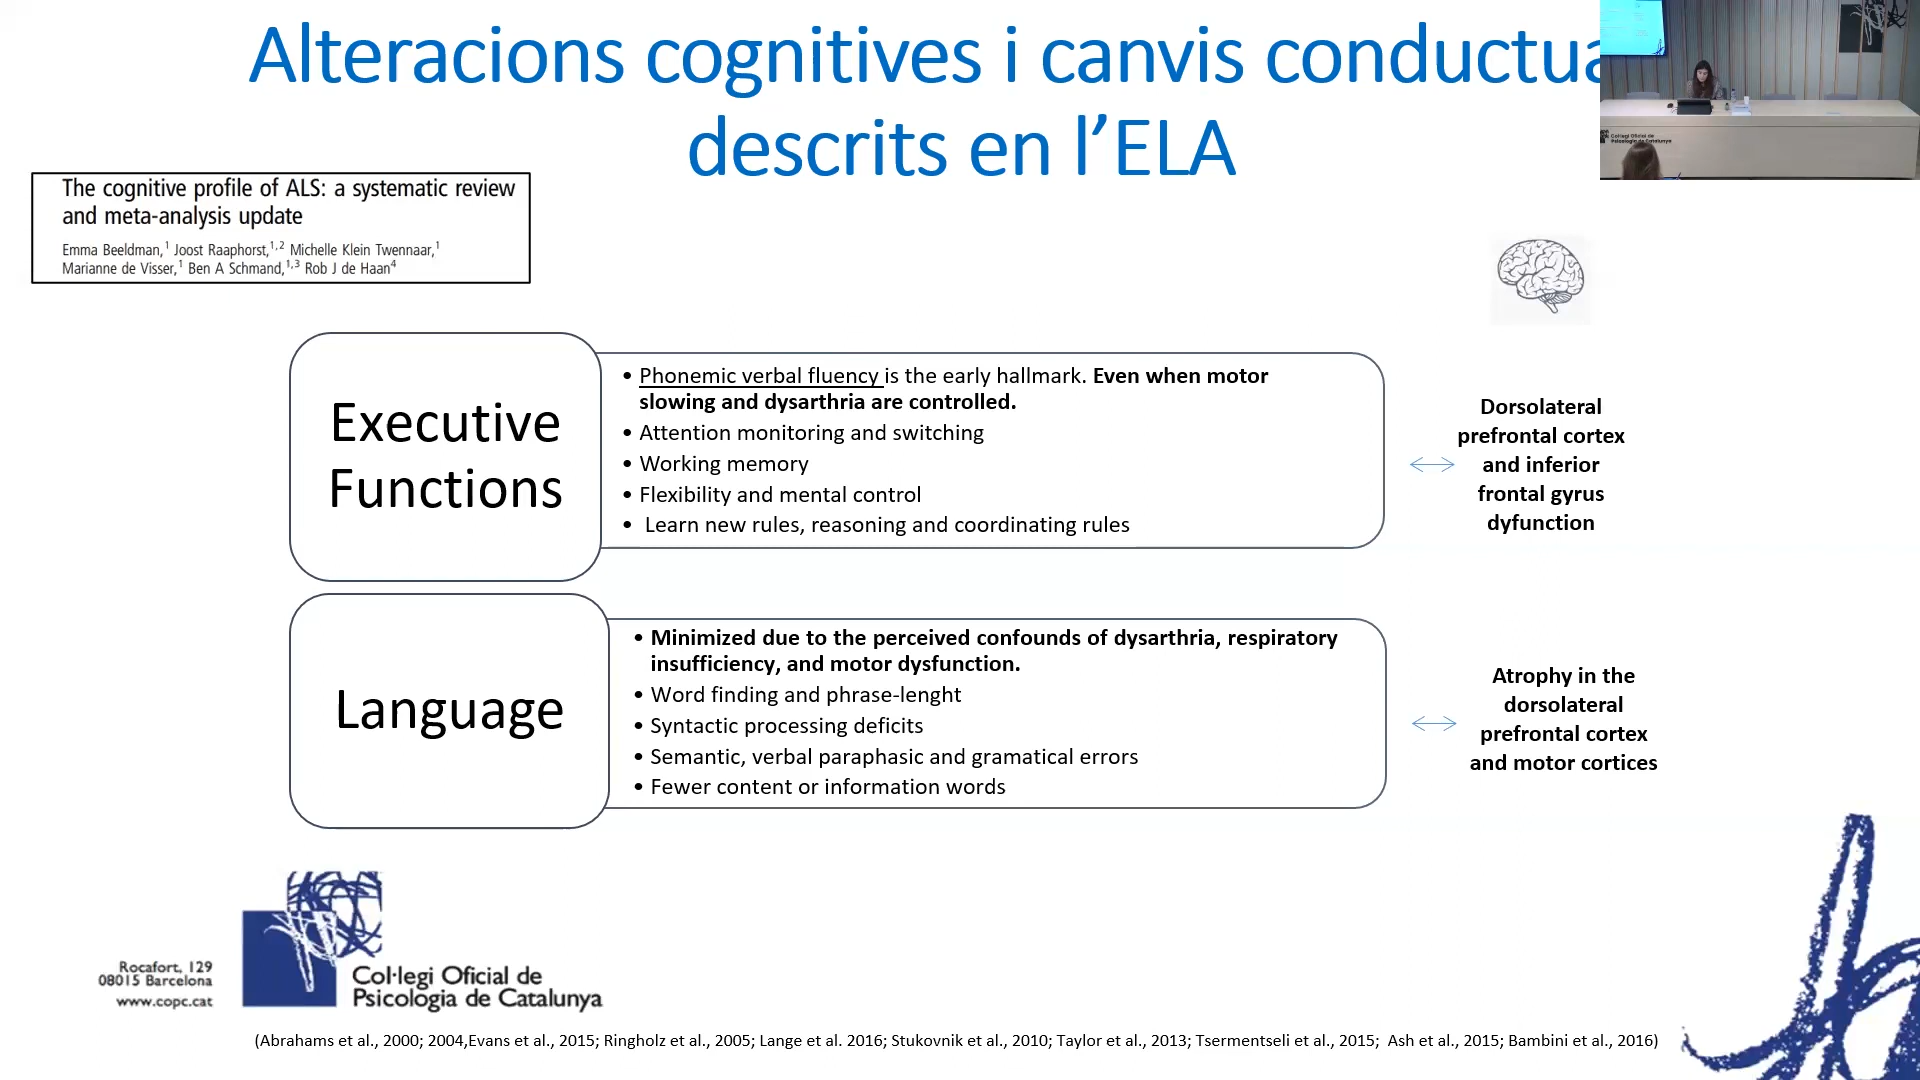 Alteracions cognitives i canvis conductua
descrits en l’ELA
The cognitive profile of ALS: a systematic review
and meta-analysis update
Emma Beeldman,1 Joost Raaphorst,1,2 Michelle Klein Twennaar,1
Marianne de Visser,1 Ben A Schmand,1,3 Rob J de Haan4
Executive
Functions
• Phonemic verbal fluency is the early hallmark. Even when motor
slowing and dysarthria are controlled.
• Attention monitoring and switching
• Working memory
• Flexibility and mental control
• Learn new rules, reasoning and coordinating rules
Dorsolateral
prefrontal cortex
and inferior
frontal gyrus
dyfunction
Language
• Minimized due to the perceived confounds of dysarthria, respiratory
insufficiency, and motor dysfunction.
• Word finding and phrase-lenght
• Syntactic processing deficits
• Semantic, verbal paraphasic and gramatical errors
• Fewer content or information words
Atrophy in the
dorsolateral
prefrontal cortex
and motor cortices
Rocafort, 129
08015 Barcelona
www.copc.cat
Col·legi Oficial de
Psicologia de Catalunya
(Abrahams et al., 2000; 2004,Evans et al., 2015; Ringholz et al., 2005; Lange et al. 2016; Stukovnik et al., 2010; Taylor et al., 2013; Tsermentseli et al., 2015; Ash et al., 2015; Bambini et al., 2016)
Col·legi Oficial de
Psicologia de Catalunya